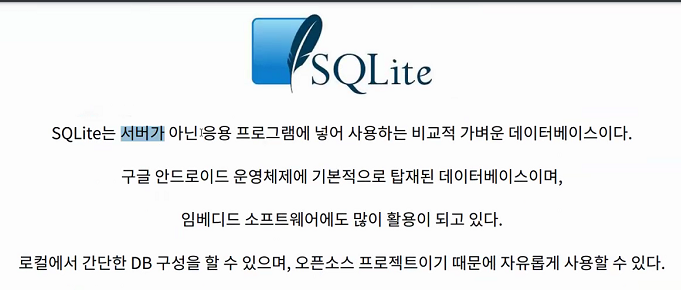 SQLite
SQLite는 서버가 아닌 응용 프로그램에 넣어 사용하는 비교적 가벼운 데이터베이스이다.
구글 안드로이드 운영체제에 기본적으로 탑재된 데이터베이스이며,
임베디드 소프트웨어에도 많이 활용이 되고 있다.
로컬에서 간단한 DB 구성을 할 수 있으며, 오픈소스 프로젝트이기 때문에 자유롭게 사용할 수 있다.